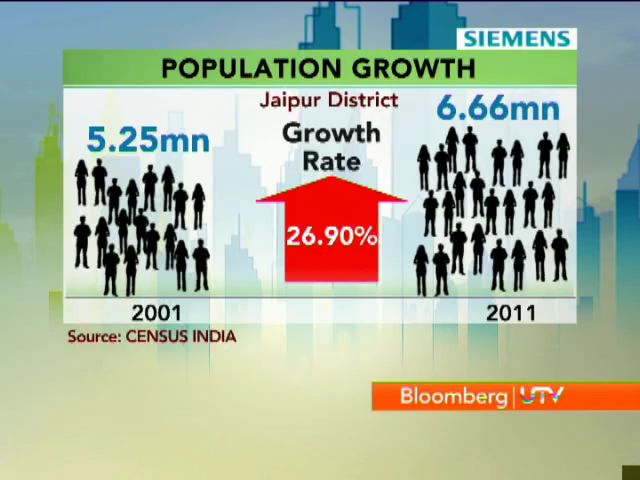 SIEMENS
POPULATION GROWTH
Jaipur District
5.25mn
Growth
Rate
6.66mn
26.90%
2001
2011
Source: CENSUS INDIA
Bloomberg | UTV